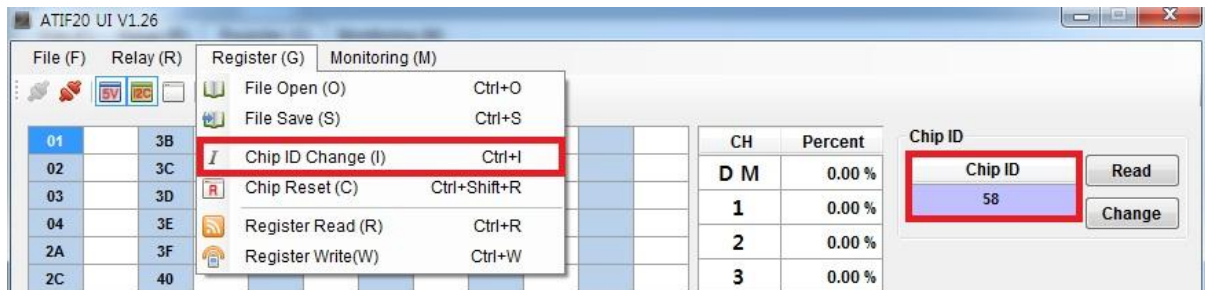 ATIF20 UI V1.26
File (F) Relay (R) Register (G) Monitoring (M)
5V I2C
File Open (O) Ctrl+O
File Save (S) Ctrl+S
I Chip ID Change (I) Ctrl+I
R Chip Reset (C) Ctrl+Shift+R
Register Read (R) Ctrl+R
Register Write(W) Ctrl+W
01 3B
02 3C
03 3D
04 3E
2A 3F
2C 40
CH Percent
D M 0.00 %
1 0.00 %
2 0.00 %
3 0.00 %
Chip ID
Chip ID
58
Read
Change